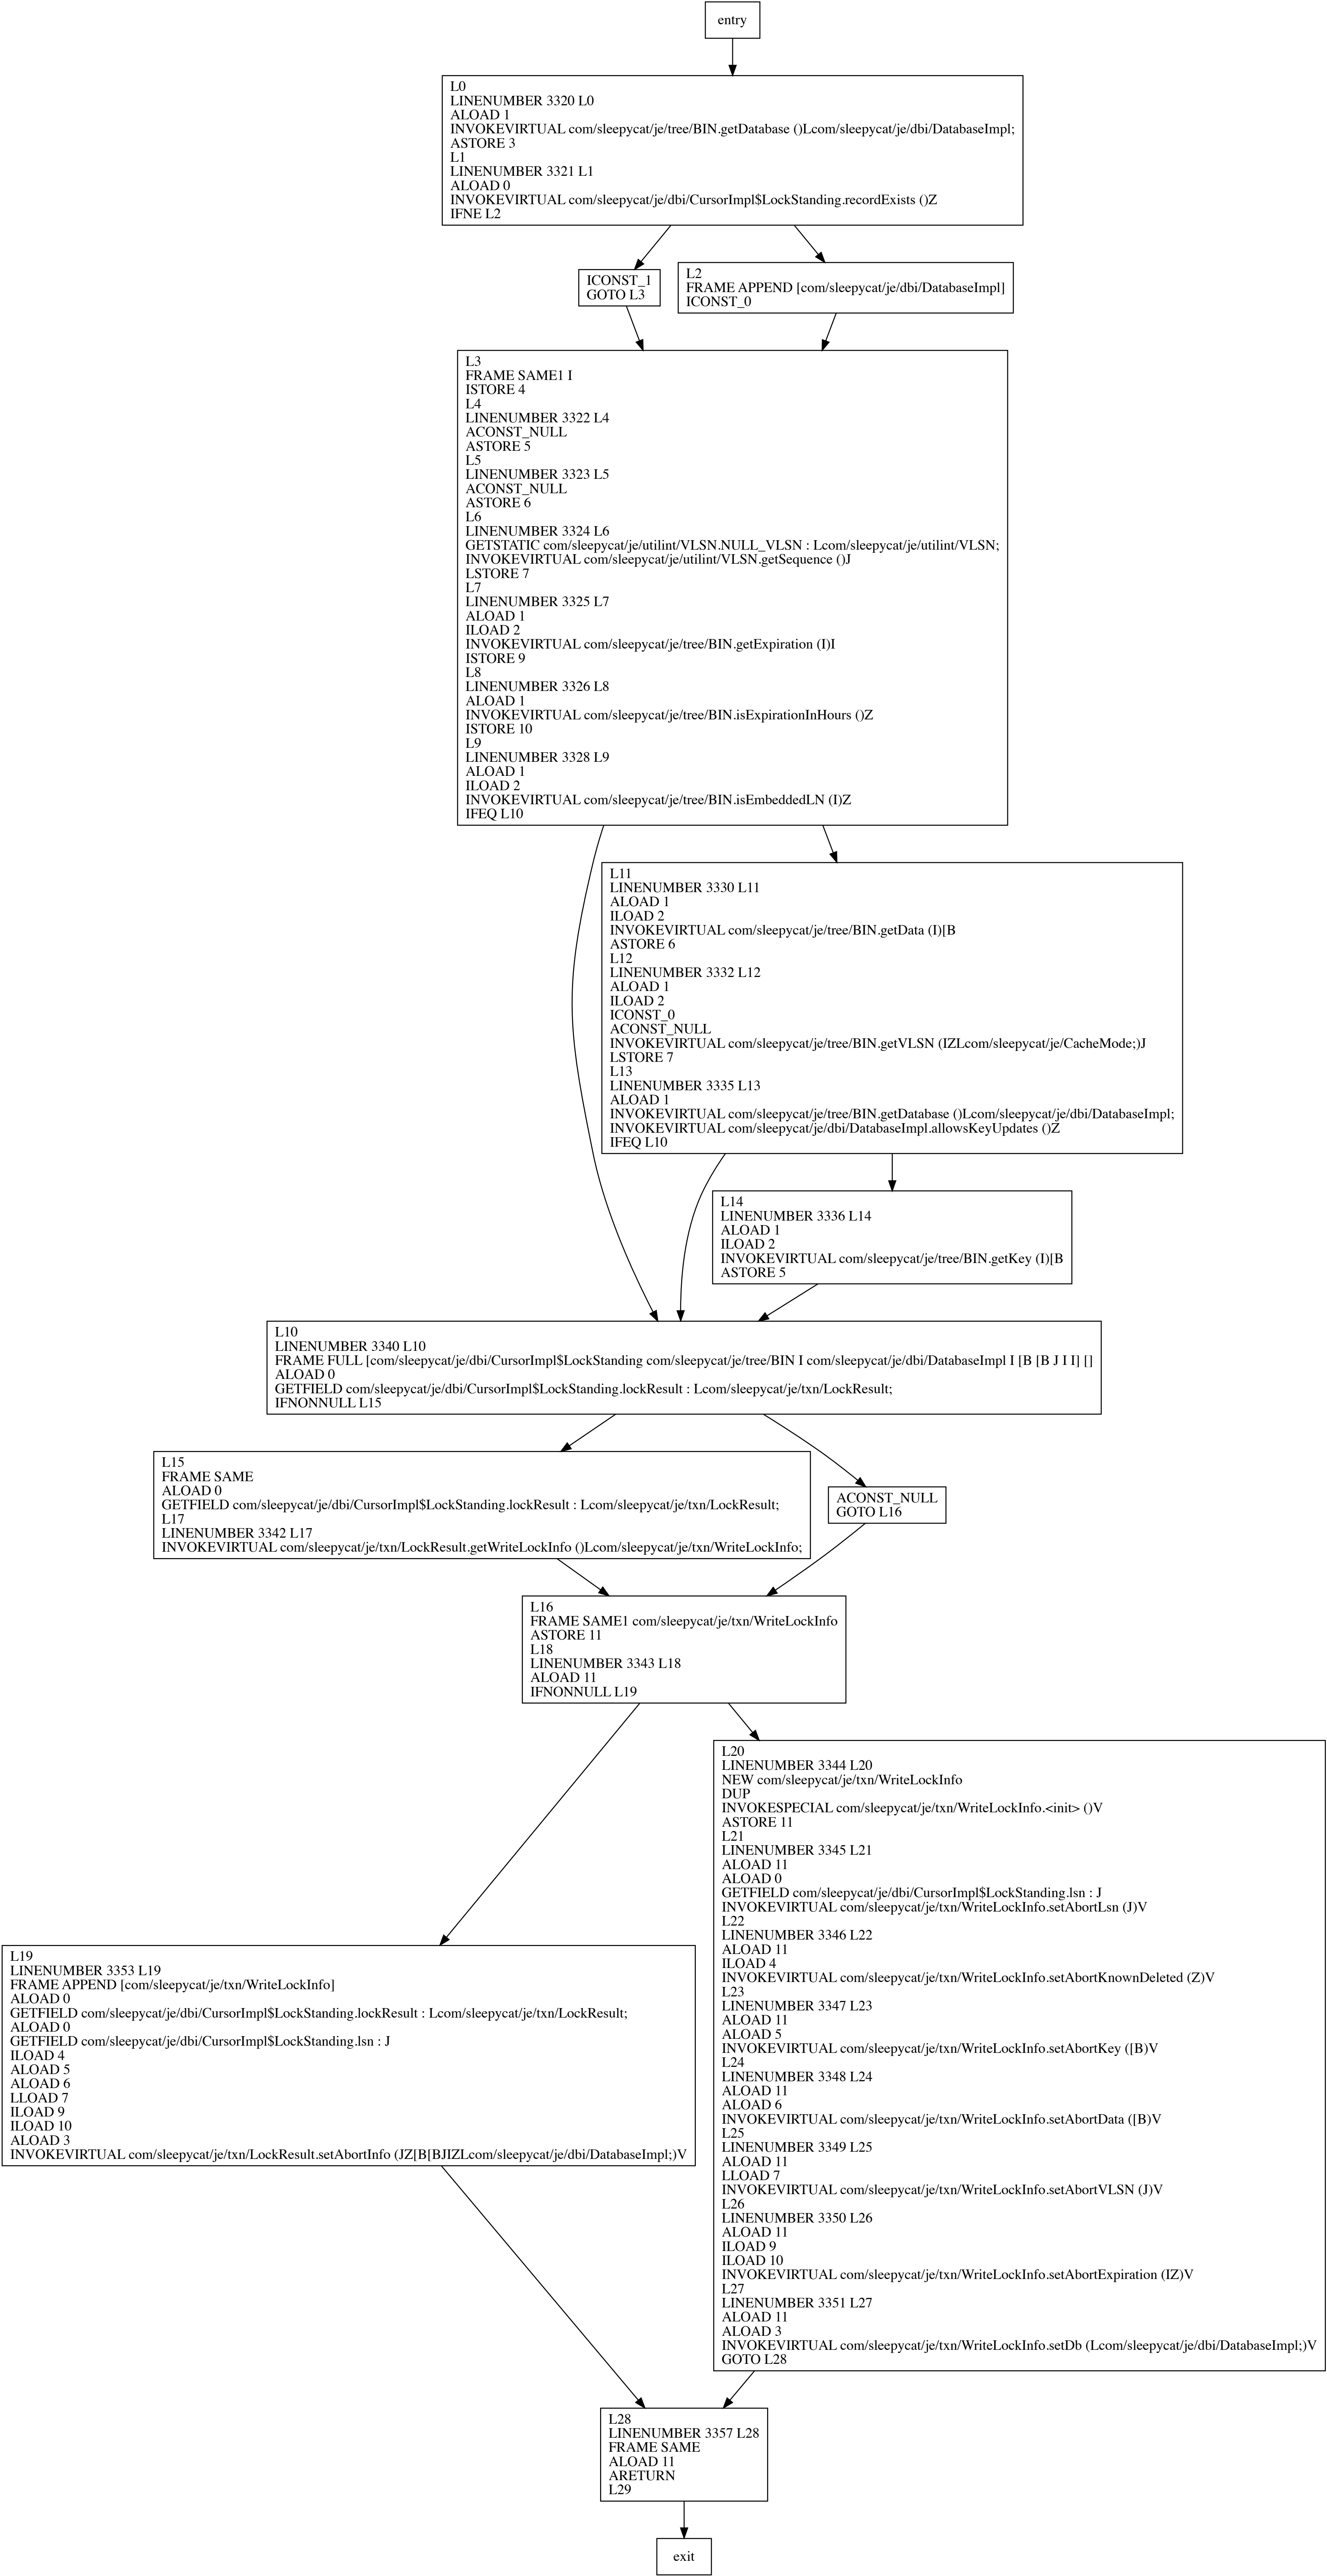 entry
L0
LINENUMBER 3320 L0
ALOAD 1
INVOKEVIRTUAL com/sleepycat/je/tree/BIN.getDatabase ()Lcom/sleepycat/je/dbi/DatabaseImpl;
ASTORE 3
L1
LINENUMBER 3321 L1
ALOAD 0
INVOKEVIRTUAL com/sleepycat/je/dbi/CursorImpl$LockStanding.recordExists ()Z
IFNE L2
ICONST_1
GOTO L3
L2
FRAME APPEND [com/sleepycat/je/dbi/DatabaseImpl]
ICONST_0
L3
FRAME SAME1 I
ISTORE 4
L4
LINENUMBER 3322 L4
ACONST_NULL
ASTORE 5
L5
LINENUMBER 3323 L5
ACONST_NULL
ASTORE 6
L6
LINENUMBER 3324 L6
GETSTATIC com/sleepycat/je/utilint/VLSN.NULL_VLSN : Lcom/sleepycat/je/utilint/VLSN;
INVOKEVIRTUAL com/sleepycat/je/utilint/VLSN.getSequence ()J
LSTORE 7
L7
LINENUMBER 3325 L7
ALOAD 1
ILOAD 2
INVOKEVIRTUAL com/sleepycat/je/tree/BIN.getExpiration (I)I
ISTORE 9
L8
LINENUMBER 3326 L8
ALOAD 1
INVOKEVIRTUAL com/sleepycat/je/tree/BIN.isExpirationInHours ()Z
ISTORE 10
L9
LINENUMBER 3328 L9
ALOAD 1
ILOAD 2
INVOKEVIRTUAL com/sleepycat/je/tree/BIN.isEmbeddedLN (I)Z
IFEQ L10
L11
LINENUMBER 3330 L11
ALOAD 1
ILOAD 2
INVOKEVIRTUAL com/sleepycat/je/tree/BIN.getData (I)[B
ASTORE 6
L12
LINENUMBER 3332 L12
ALOAD 1
ILOAD 2
ICONST_0
ACONST_NULL
INVOKEVIRTUAL com/sleepycat/je/tree/BIN.getVLSN (IZLcom/sleepycat/je/CacheMode;)J
LSTORE 7
L13
LINENUMBER 3335 L13
ALOAD 1
INVOKEVIRTUAL com/sleepycat/je/tree/BIN.getDatabase ()Lcom/sleepycat/je/dbi/DatabaseImpl;
INVOKEVIRTUAL com/sleepycat/je/dbi/DatabaseImpl.allowsKeyUpdates ()Z
IFEQ L10
L14
LINENUMBER 3336 L14
ALOAD 1
ILOAD 2
INVOKEVIRTUAL com/sleepycat/je/tree/BIN.getKey (I)[B
ASTORE 5
L10
LINENUMBER 3340 L10
FRAME FULL [com/sleepycat/je/dbi/CursorImpl$LockStanding com/sleepycat/je/tree/BIN I com/sleepycat/je/dbi/DatabaseImpl I [B [B J I I] []
ALOAD 0
GETFIELD com/sleepycat/je/dbi/CursorImpl$LockStanding.lockResult : Lcom/sleepycat/je/txn/LockResult;
IFNONNULL L15
L15
FRAME SAME
ALOAD 0
GETFIELD com/sleepycat/je/dbi/CursorImpl$LockStanding.lockResult : Lcom/sleepycat/je/txn/LockResult;
L17
LINENUMBER 3342 L17
INVOKEVIRTUAL com/sleepycat/je/txn/LockResult.getWriteLockInfo ()Lcom/sleepycat/je/txn/WriteLockInfo;
ACONST_NULL
GOTO L16
L16
FRAME SAME1 com/sleepycat/je/txn/WriteLockInfo
ASTORE 11
L18
LINENUMBER 3343 L18
ALOAD 11
IFNONNULL L19
L20
LINENUMBER 3344 L20
NEW com/sleepycat/je/txn/WriteLockInfo
DUP
INVOKESPECIAL com/sleepycat/je/txn/WriteLockInfo.<init> ()V
ASTORE 11
L21
LINENUMBER 3345 L21
ALOAD 11
ALOAD 0
GETFIELD com/sleepycat/je/dbi/CursorImpl$LockStanding.lsn : J
INVOKEVIRTUAL com/sleepycat/je/txn/WriteLockInfo.setAbortLsn (J)V
L22
LINENUMBER 3346 L22
ALOAD 11
ILOAD 4
INVOKEVIRTUAL com/sleepycat/je/txn/WriteLockInfo.setAbortKnownDeleted (Z)V
L23
LINENUMBER 3347 L23
ALOAD 11
ALOAD 5
INVOKEVIRTUAL com/sleepycat/je/txn/WriteLockInfo.setAbortKey ([B)V
L24
LINENUMBER 3348 L24
ALOAD 11
ALOAD 6
INVOKEVIRTUAL com/sleepycat/je/txn/WriteLockInfo.setAbortData ([B)V
L25
LINENUMBER 3349 L25
ALOAD 11
LLOAD 7
INVOKEVIRTUAL com/sleepycat/je/txn/WriteLockInfo.setAbortVLSN (J)V
L26
LINENUMBER 3350 L26
ALOAD 11
ILOAD 9
ILOAD 10
INVOKEVIRTUAL com/sleepycat/je/txn/WriteLockInfo.setAbortExpiration (IZ)V
L27
LINENUMBER 3351 L27
ALOAD 11
ALOAD 3
INVOKEVIRTUAL com/sleepycat/je/txn/WriteLockInfo.setDb (Lcom/sleepycat/je/dbi/DatabaseImpl;)V
GOTO L28
L19
LINENUMBER 3353 L19
FRAME APPEND [com/sleepycat/je/txn/WriteLockInfo]
ALOAD 0
GETFIELD com/sleepycat/je/dbi/CursorImpl$LockStanding.lockResult : Lcom/sleepycat/je/txn/LockResult;
ALOAD 0
GETFIELD com/sleepycat/je/dbi/CursorImpl$LockStanding.lsn : J
ILOAD 4
ALOAD 5
ALOAD 6
LLOAD 7
ILOAD 9
ILOAD 10
ALOAD 3
INVOKEVIRTUAL com/sleepycat/je/txn/LockResult.setAbortInfo (JZ[B[BJIZLcom/sleepycat/je/dbi/DatabaseImpl;)V
L28
LINENUMBER 3357 L28
FRAME SAME
ALOAD 11
ARETURN
L29
exit